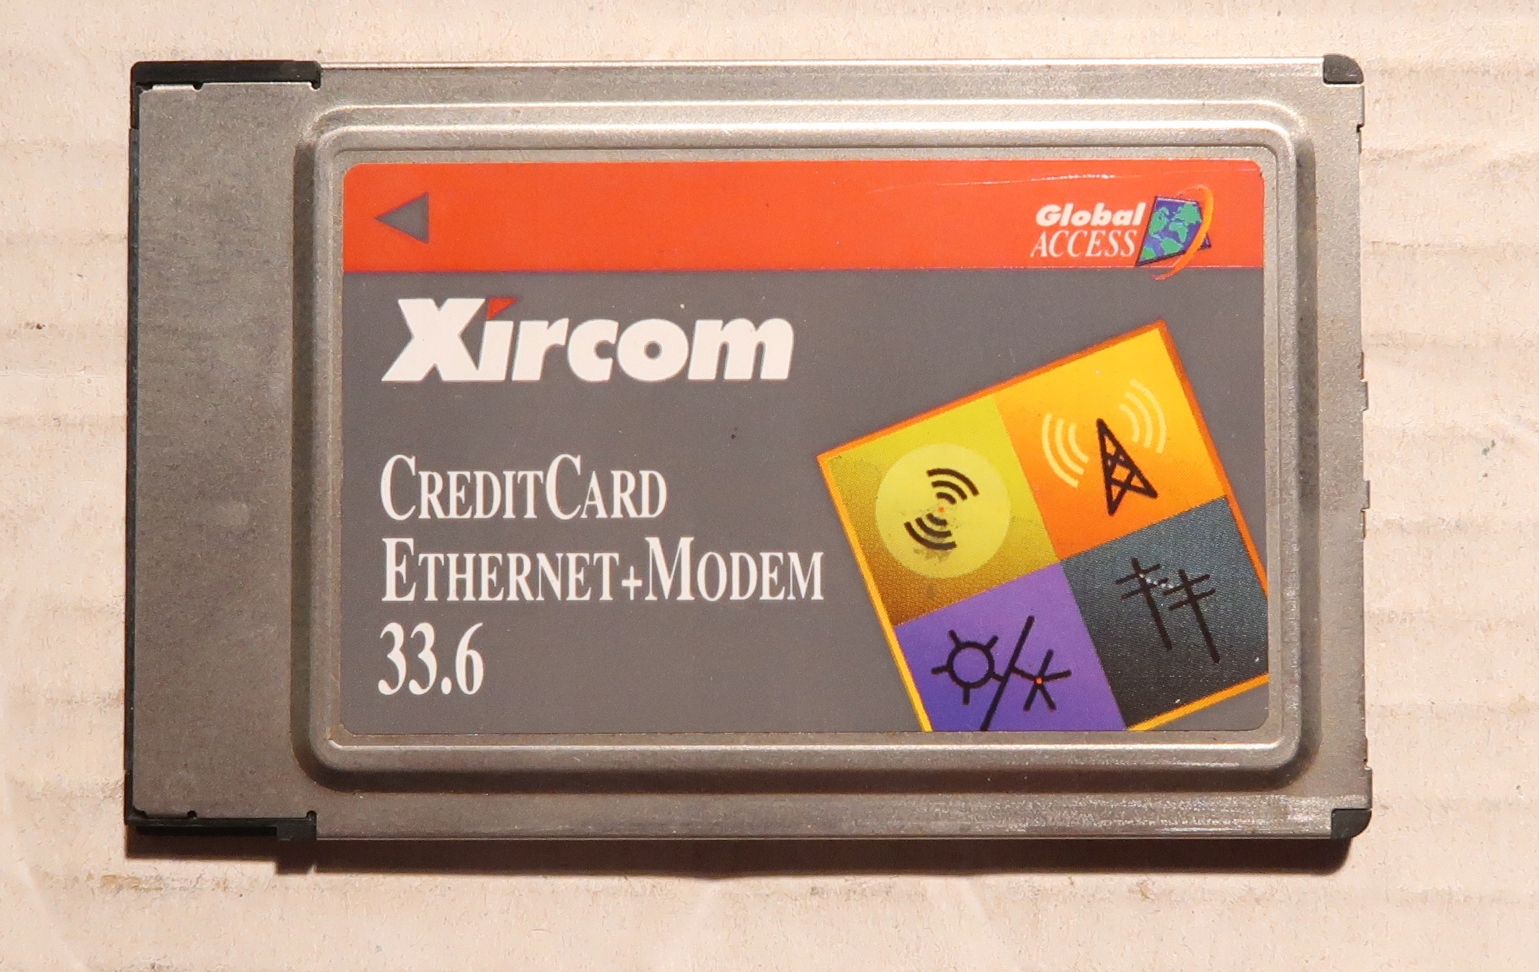 Global
ACCESS
Xircom
CREDITCARD
ETHERNET+MODEM
33.6